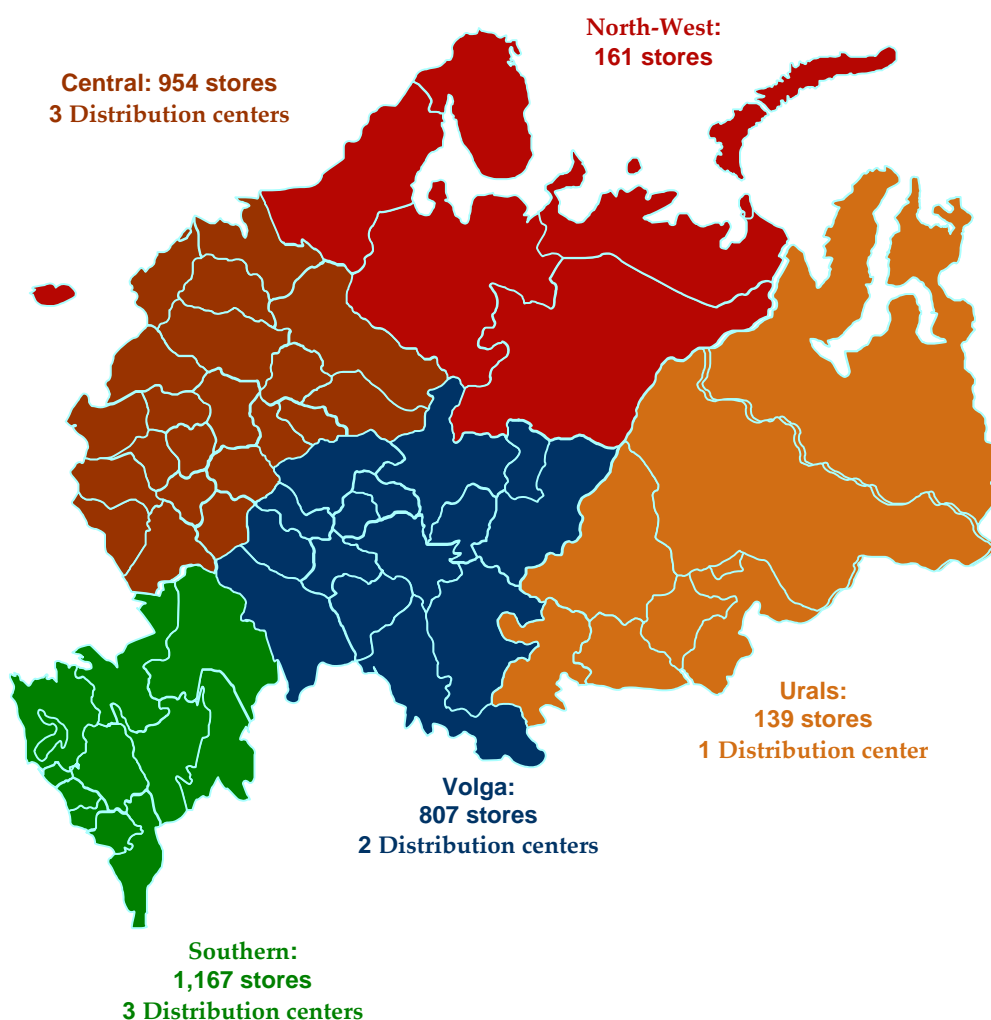 North-West:
161 stores
Central: 954 stores
3 Distribution centers
Urals:
139 stores
1 Distribution center
Volga:
807 stores
2 Distribution centers
Southern:
1,167 stores
3 Distribution centers